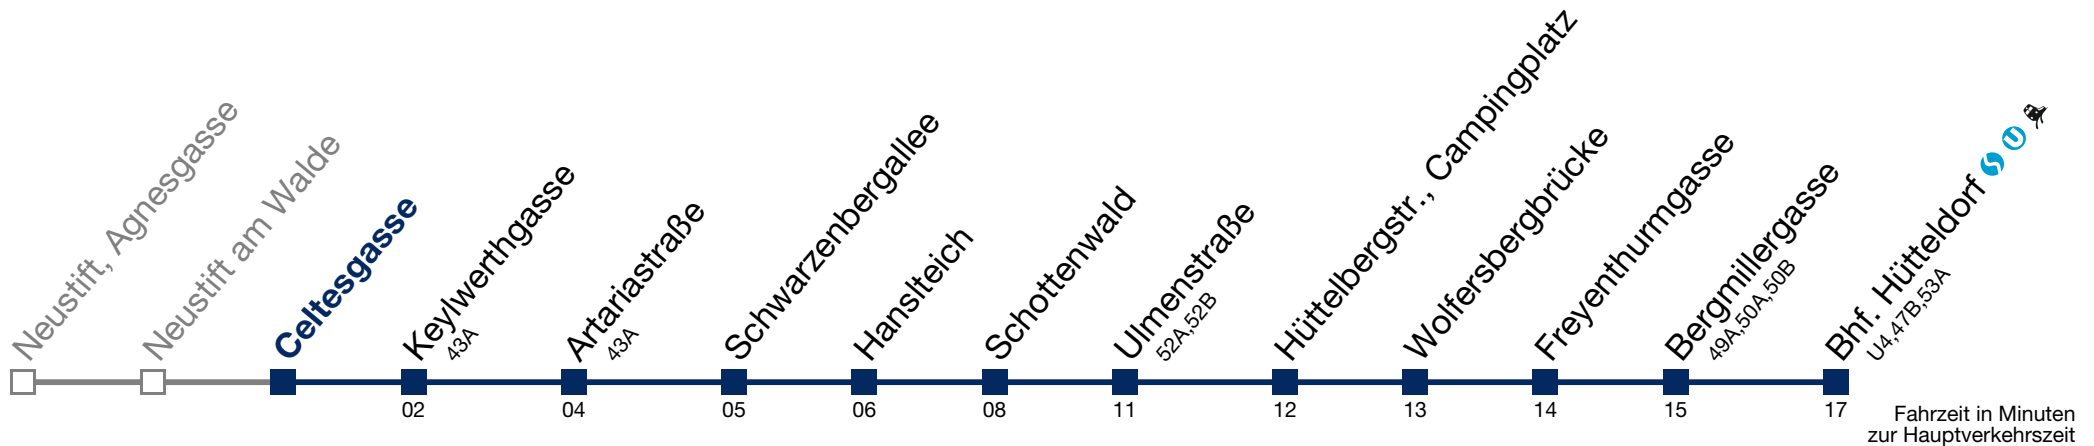 Neustift, Agnesgasse
Neustift am Walde
Celtesgasse
Keylwerthgasse
43A
Artariastraße
43A
Schwarzenbergallee
Hanslteich
Schottenwald
Ulmenstraße
52A,52B
Hüttelbergstr., Campingplatz
Wolfersbergbrücke
Freyenthurmgasse
Bergmillergasse
49A,50A,50B
Bhf. Hütteldorf S U
U4,47B,53A
02 04 05 06 08 11 12 13 14 15 17
Fahrzeit in Minuten
zur Hauptverkehrszeit